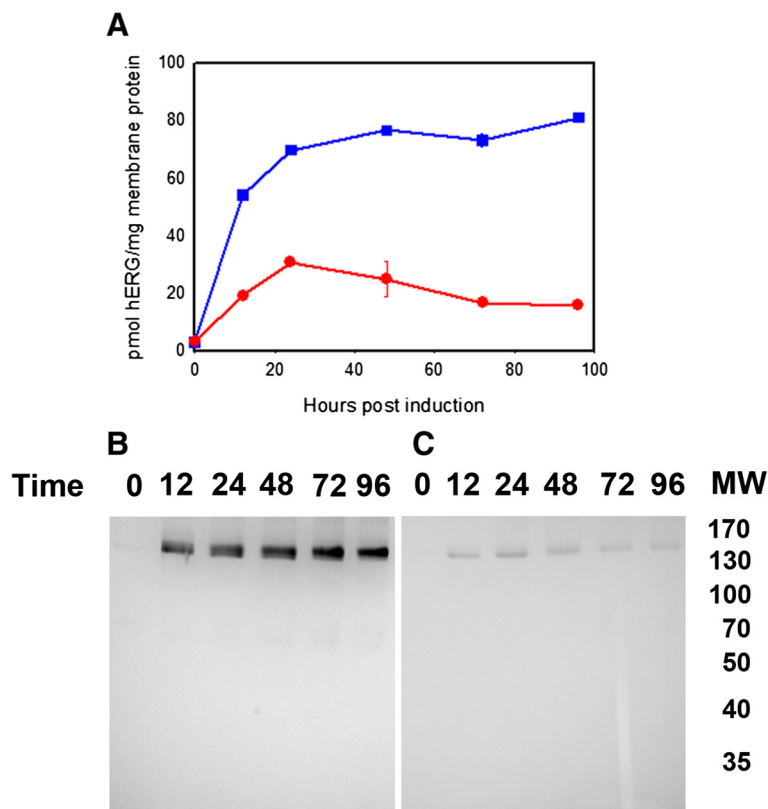 A
pmol hERG/mg membrane protein
100
80
60
40
20
0
0 20 40 60 80 100
Hours post induction
B C
Time 0 12 24 48 72 96 0 12 24 48 72 96 MW
170
130
100
70
50
40
35